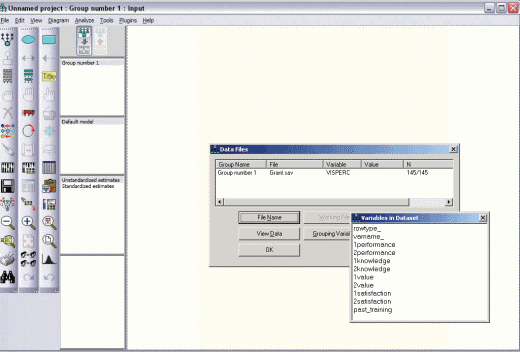 Unnamed project : Group number 1 : Input
File Edit View Diagram Analyze Tools Plugins Help
Title
Group number 1
Default model
Unstandardized estimates
Standardized estimates
Data Files
Group Name File Variable Value N
Group number 1 Grant.sav VISPERC 145/145
File Name Working File
View Data Grouping Variable
OK
Variables in Dataset
rowtype_
varname_
1performance
2performance
1knowledge
2knowledge
1value
2value
1satisfaction
2satisfaction
past_training